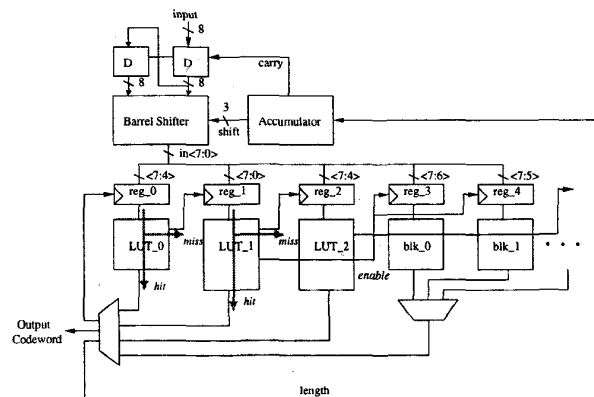 input
8
D
D
carry
8
8
3
Barrel Shifter
shift
Accumulator
in<7:0>
<7:4>
<7:0>
<7:4>
<7:6>
<7:5>
reg_0
reg_1
reg_2
reg_3
reg_4
LUT_0
miss
LUT_1
miss
LUT_2
blk_0
blk_1
. . .
enable
hit
hit
Output
Codeword
length